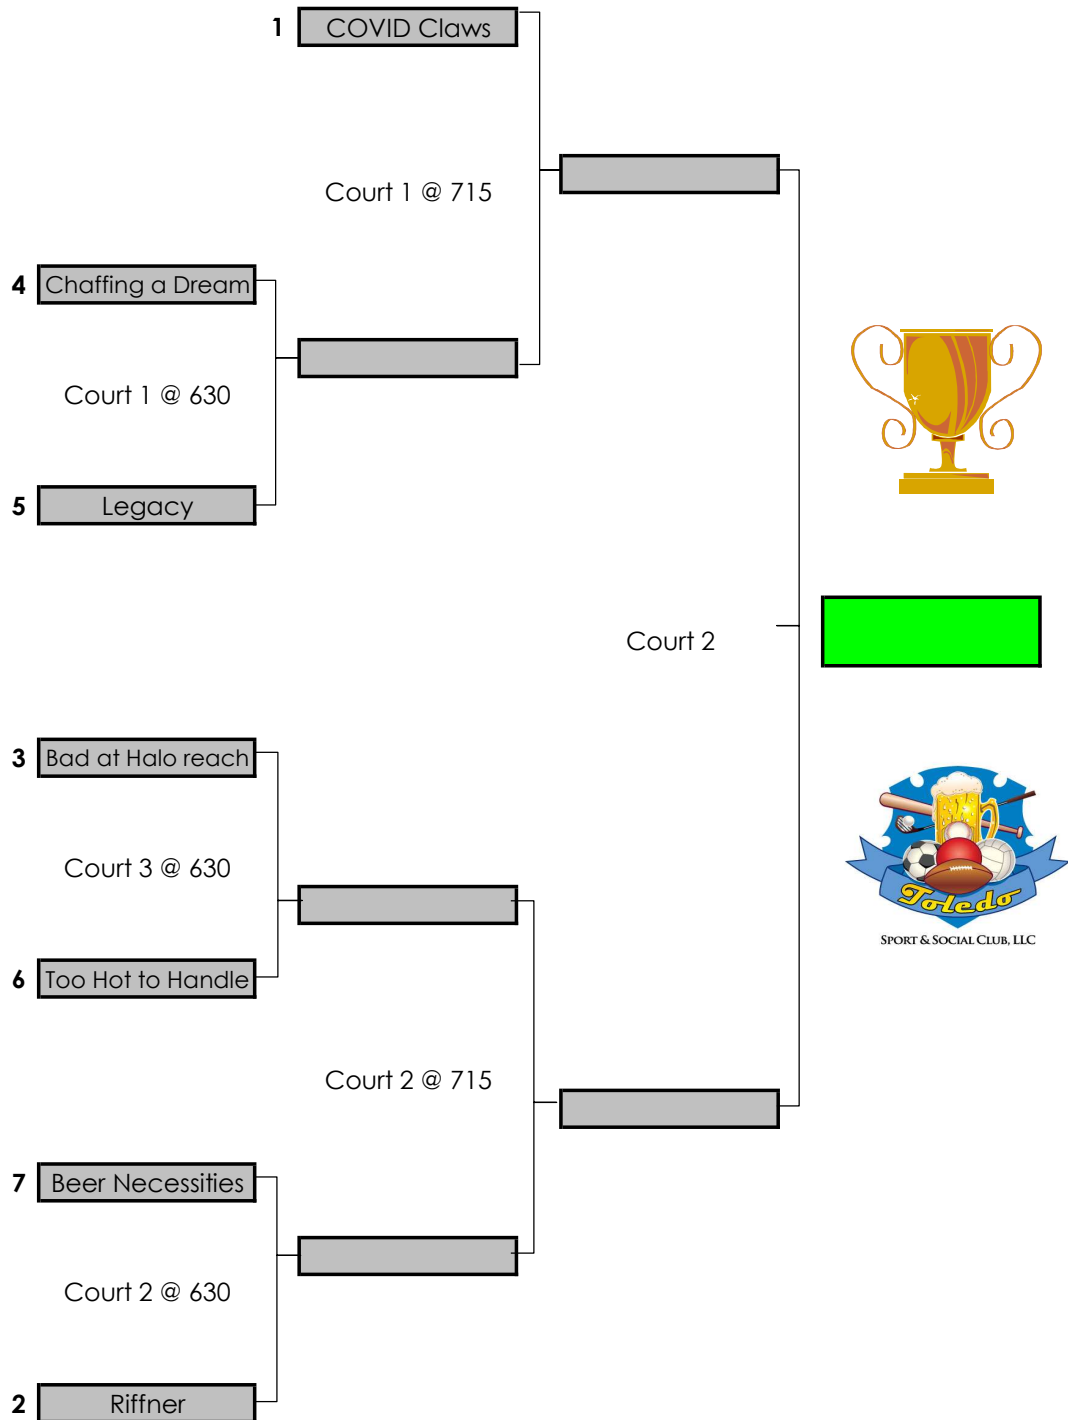 1 COVID Claws
Court 1 @ 715
4 Chaffing a Dream
Court 1 @ 630
5 Legacy
Court 2
3 Bad at Halo reach
Court 3 @ 630
6 Too Hot to Handle
Toledo
SPORT & SOCIAL CLUB, LLC
Court 2 @ 715
7 Beer Necessities
Court 2 @ 630
2 Riffner